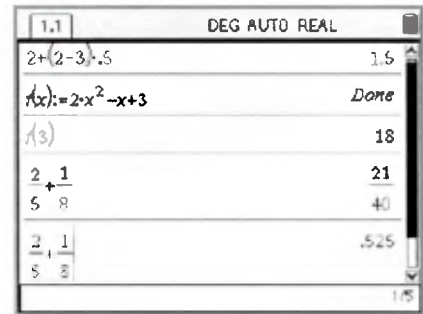 1.1 DEG AUTO REAL
2+(2-3)·.5 1.5
f(x):=2·x²-x+3 Done
f(3) 18
2/5+1/8 21/40
2/5+1/8 .525
1/5